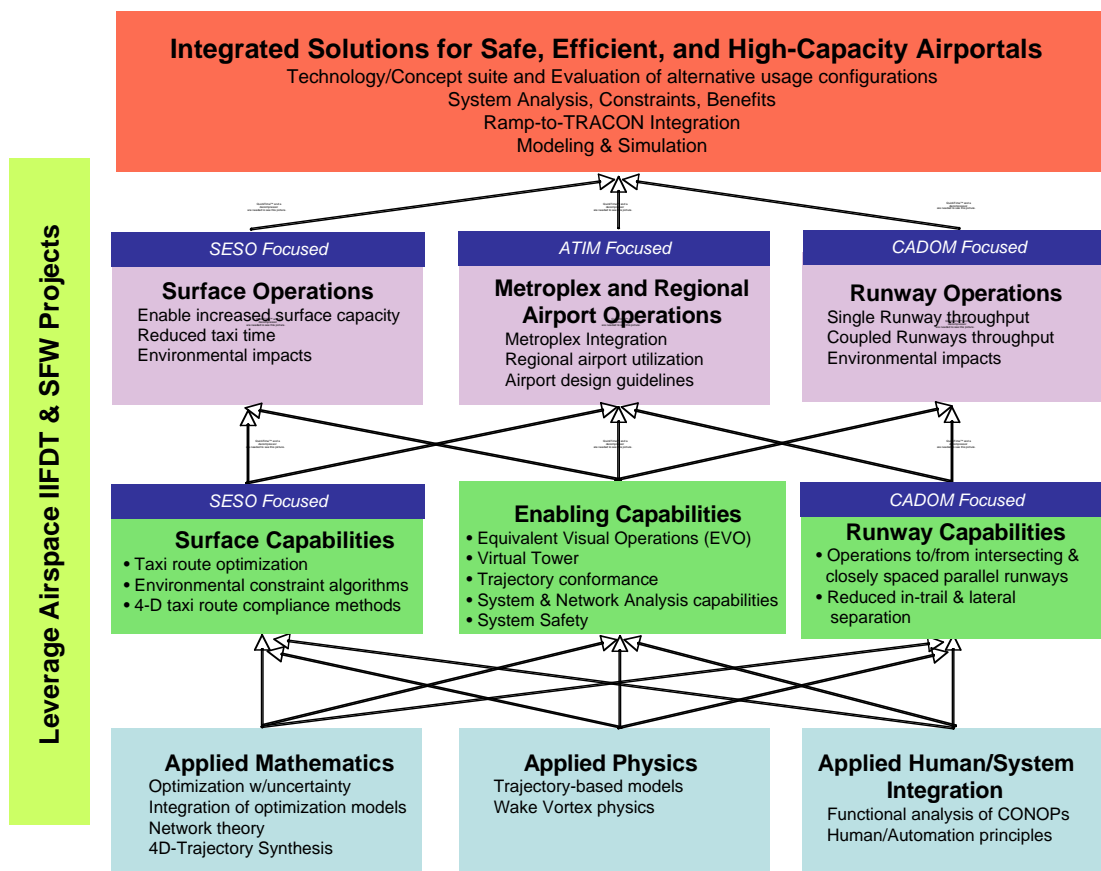 Integrated Solutions for Safe, Efficient, and High-Capacity Airportals
Technology/Concept suite and Evaluation of alternative usage configurations
System Analysis, Constraints, Benefits
Ramp-to-TRACON Integration
Modeling & Simulation
Leverage Airspace IIFDT & SFW Projects
SESO Focused
Surface Operations
Enable increased surface capacity
Reduced taxi time
Environmental impacts
ATIM Focused
Metroplex and Regional
Airport Operations
Metroplex Integration
Regional airport utilization
Airport design guidelines
CADOM Focused
Runway Operations
Single Runway throughput
Coupled Runways throughput
Environmental impacts
SESO Focused
Surface Capabilities
• Taxi route optimization
• Environmental constraint algorithms
• 4-D taxi route compliance methods
Enabling Capabilities
• Equivalent Visual Operations (EVO)
• Virtual Tower
• Trajectory conformance
• System & Network Analysis capabilities
• System Safety
CADOM Focused
Runway Capabilities
• Operations to/from intersecting &
closely spaced parallel runways
• Reduced in-trail & lateral
separation
Applied Mathematics
Optimization w/uncertainty
Integration of optimization models
Network theory
4D-Trajectory Synthesis
Applied Physics
Trajectory-based models
Wake Vortex physics
Applied Human/System
Integration
Functional analysis of CONOPs
Human/Automation principles